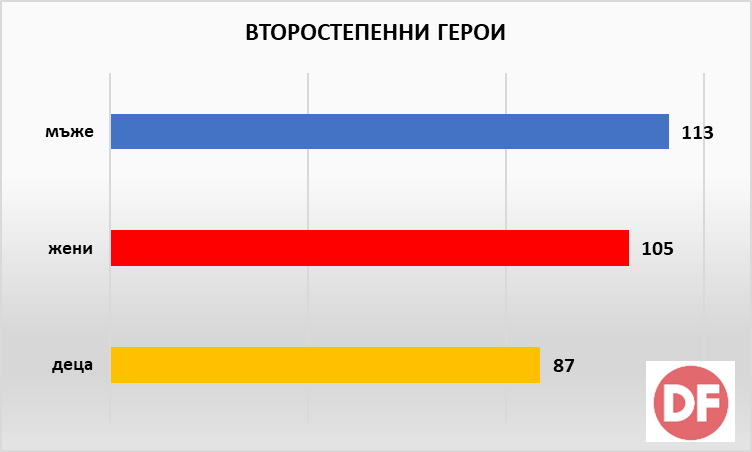 ВТОРОСТЕПЕННИ ГЕРОИ
мъже 113
жени 105
деца 87
DF